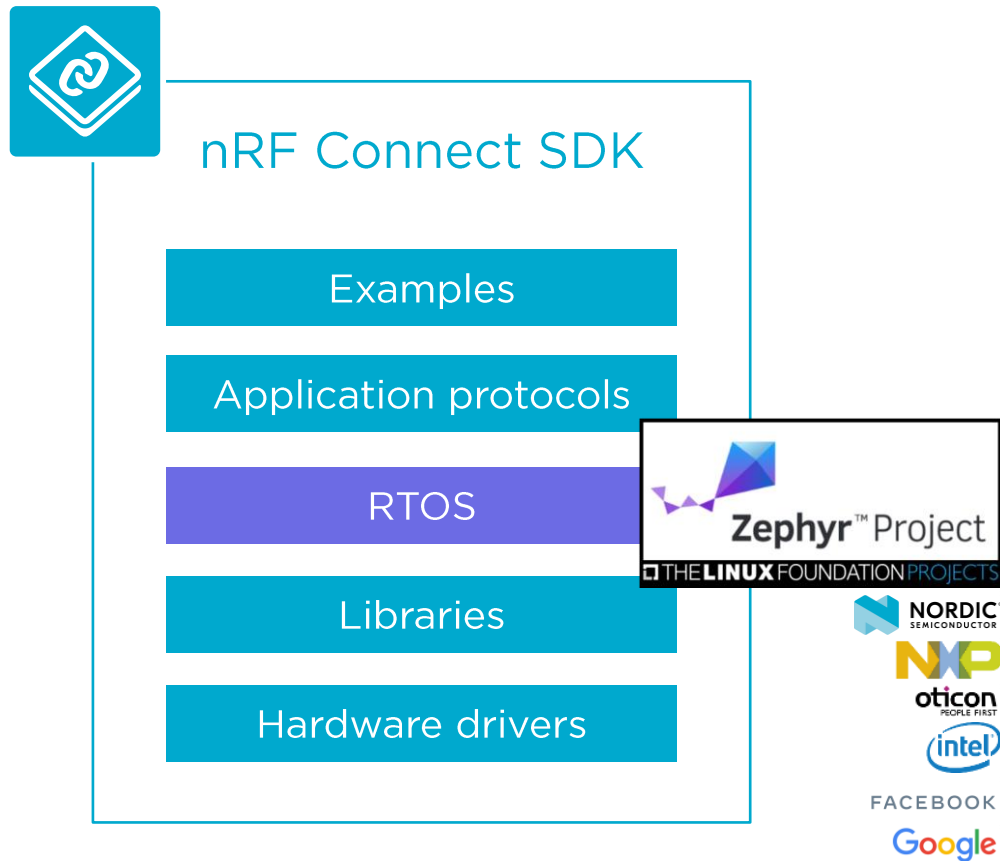 nRF Connect SDK
Examples
Application protocols
RTOS
Zephyr™ Project
THE LINUX FOUNDATION PROJECTS
Libraries
Hardware drivers
NORDIC®
SEMICONDUCTOR
NXP
oticon
PEOPLE FIRST
intel
FACEBOOK
Google